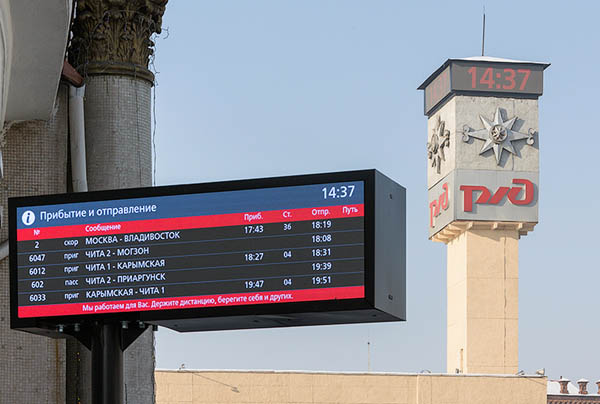 14:37
РЖД
РЖД
14:37
i Прибытие и отправление
№ Сообщение Приб. Ст. Отпр. Путь
2 скор МОСКВА - ВЛАДИВОСТОК 17:43 36 18:19
6047 приг ЧИТА 2 - МОГЗОН 18:08
6012 приг ЧИТА 1 - КАРЫМСКАЯ 18:27 04 18:31
602 пасс ЧИТА 2 - ПРИАРГУНСК 19:39
6033 приг КАРЫМСКАЯ - ЧИТА 1 19:47 04 19:51
Мы работаем для Вас. Держите дистанцию, берегите себя и других.